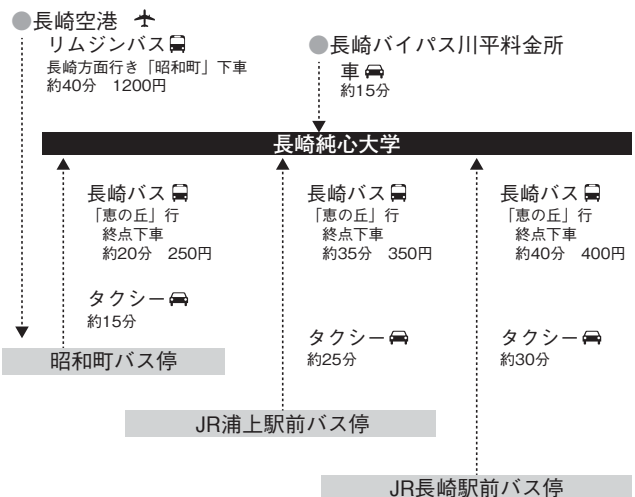 ●長崎空港
リムジンバス
長崎方面行き「昭和町」下車
約40分 1200円
●長崎バイパス川平料金所
車
約15分
長崎純心大学
長崎バス
「恵の丘」行
終点下車
約20分 250円
タクシー
約15分
昭和町バス停
長崎バス
「恵の丘」行
終点下車
約35分 350円
タクシー
約25分
JR浦上駅前バス停
長崎バス
「恵の丘」行
終点下車
約40分 400円
タクシー
約30分
JR長崎駅前バス停